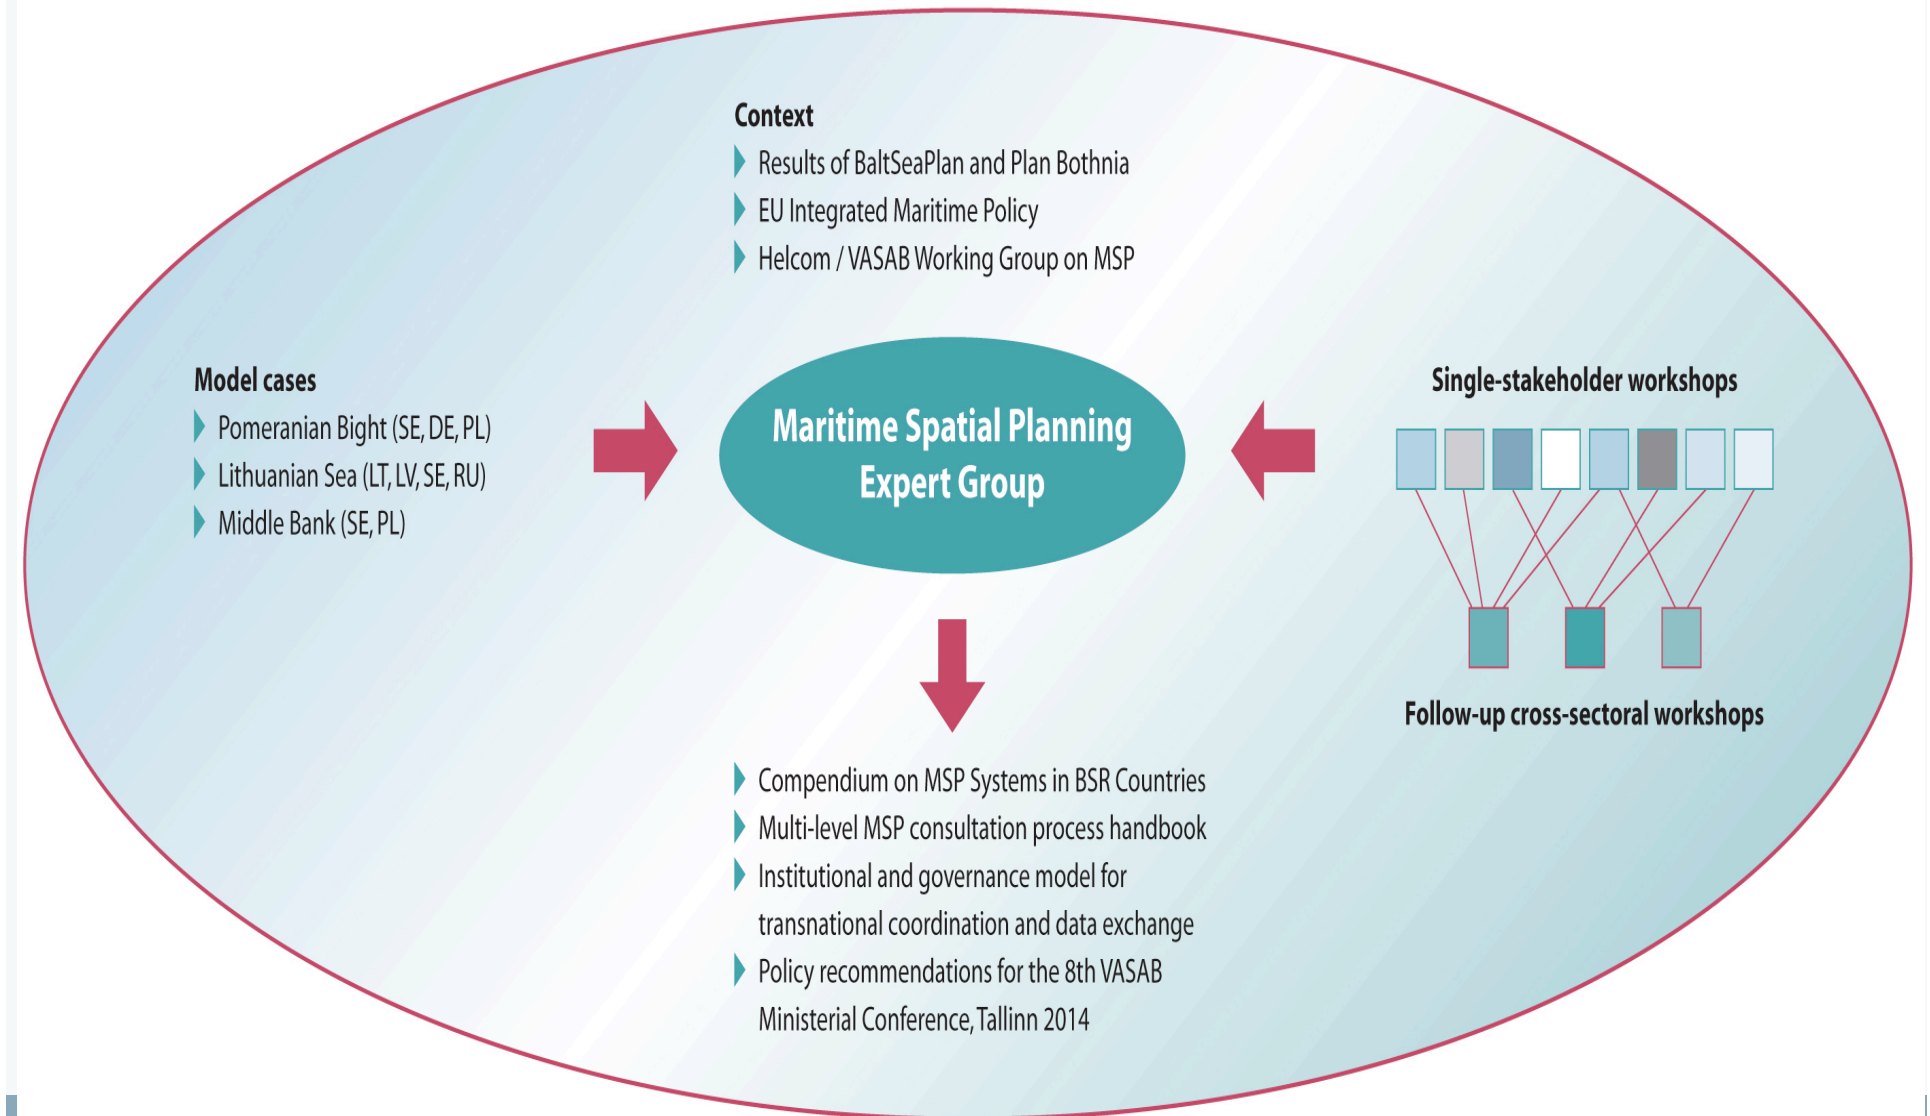 Context
Results of BaltSeaPlan and Plan Bothnia
EU Integrated Maritime Policy
Helcom / VASAB Working Group on MSP
Model cases
Pomeranian Bight (SE, DE, PL)
Lithuanian Sea (LT, LV, SE, RU)
Middle Bank (SE, PL)
Maritime Spatial Planning
Expert Group
Single-stakeholder workshops
Follow-up cross-sectoral workshops
Compendium on MSP Systems in BSR Countries
Multi-level MSP consultation process handbook
Institutional and governance model for
transnational coordination and data exchange
Policy recommendations for the 8th VASAB
Ministerial Conference, Tallinn 2014